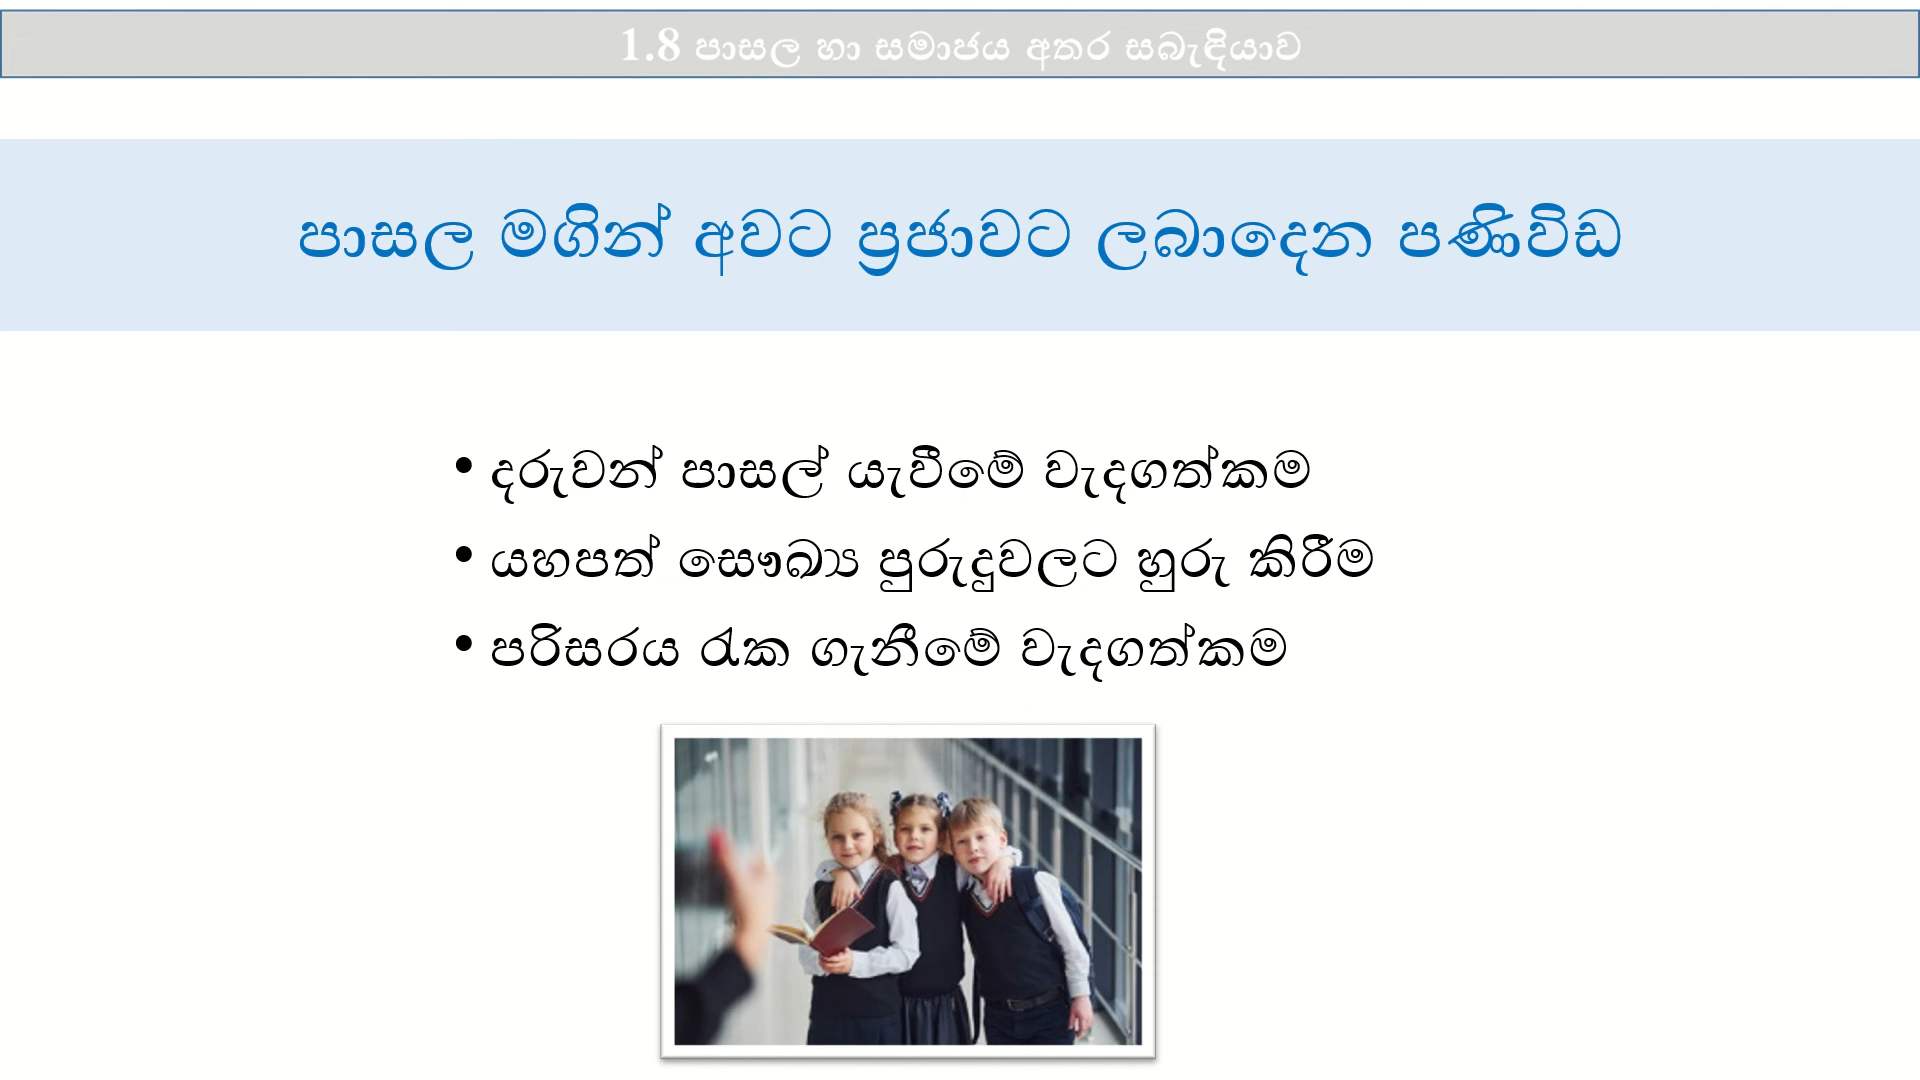 1.8 පාසල හා සමාජය අතර සබැඳියාව
පාසල මගින් අවට ප්‍රජාවට ලබාදෙන පණිවිඩ
• දරුවන් පාසල් යැවීමේ වැදගත්කම
• යහපත් සෞඛ්‍ය පුරුදුවලට හුරු කිරීම
• පරිසරය රැක ගැනීමේ වැදගත්කම